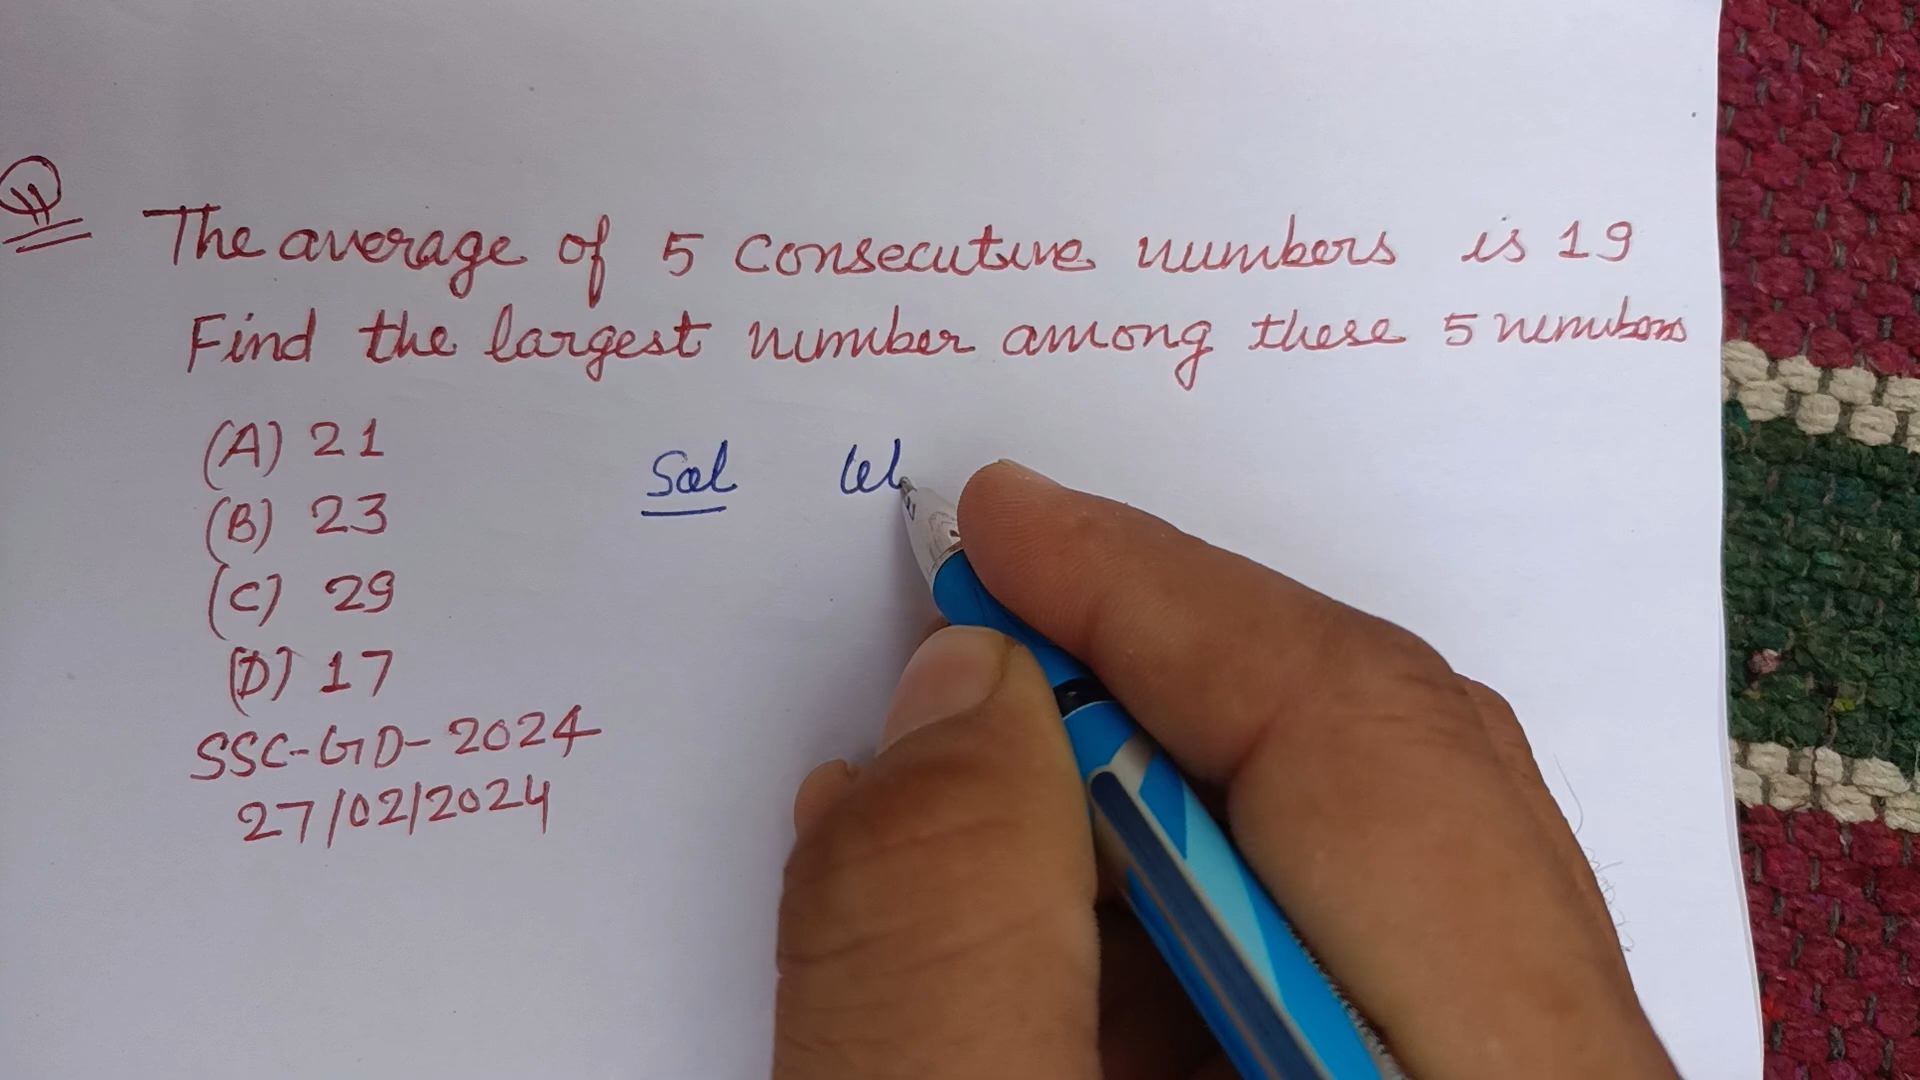 Q
The average of 5 consecutive numbers is 19
Find the largest number among these 5 numbers
(A) 21
(B) 23
(C) 29
(D) 17
SSC-GD-2024
27/02/2024
Sol